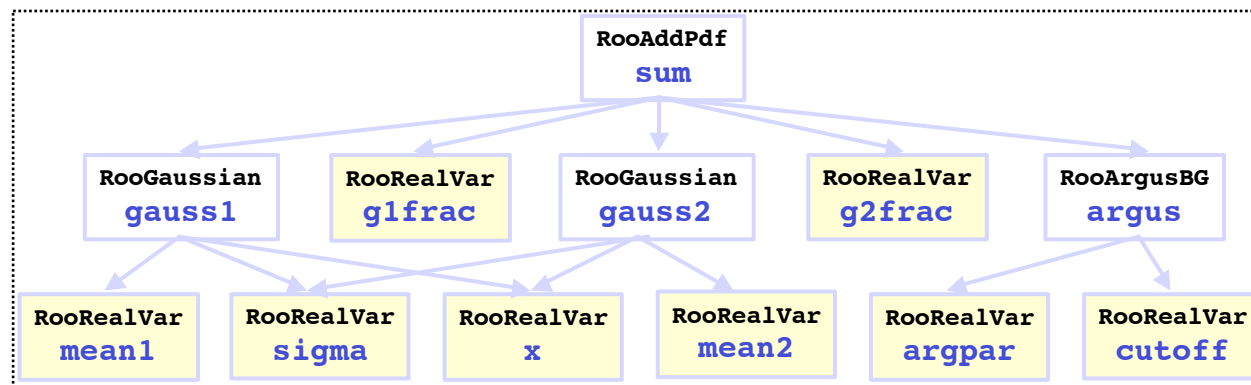 RooAddPdf
sum
RooGaussian
gauss1
RooRealVar
g1frac
RooGaussian
gauss2
RooRealVar
g2frac
RooArgusBG
argus
RooRealVar
mean1
RooRealVar
sigma
RooRealVar
x
RooRealVar
mean2
RooRealVar
argpar
RooRealVar
cutoff